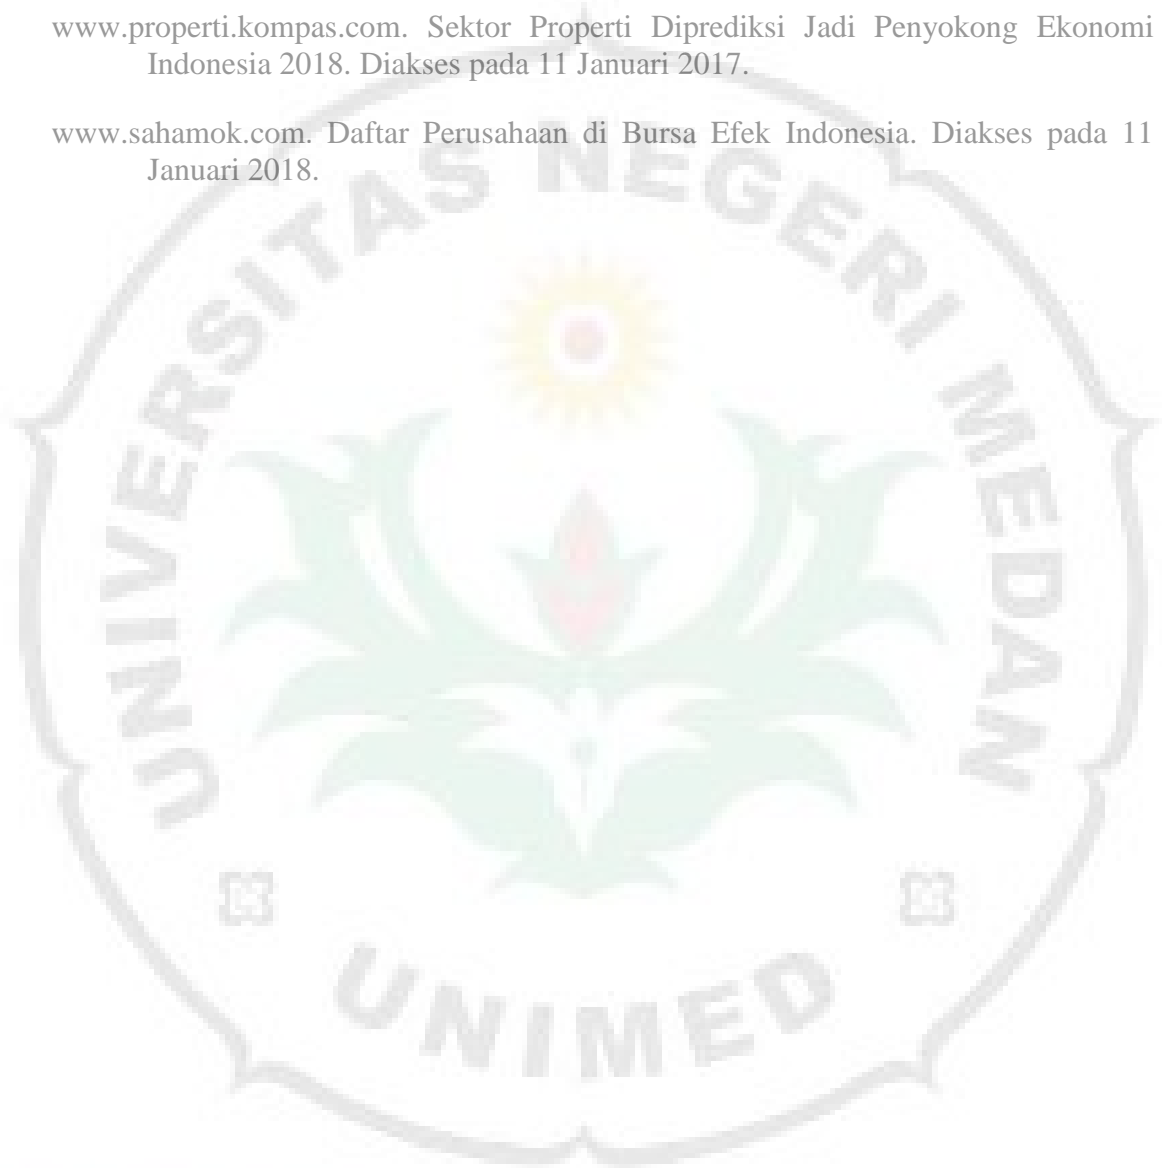 www.properti.kompas.com. Sektor Properti Diprediksi Jadi Penyokong Ekonomi
Indonesia 2018. Diakses pada 11 Januari 2017.
www.sahamok.com. Daftar Perusahaan di Bursa Efek Indonesia. Diakses pada 11
Januari 2018.
UNIVERSITAS NEGERI MEDAN
UNIMED